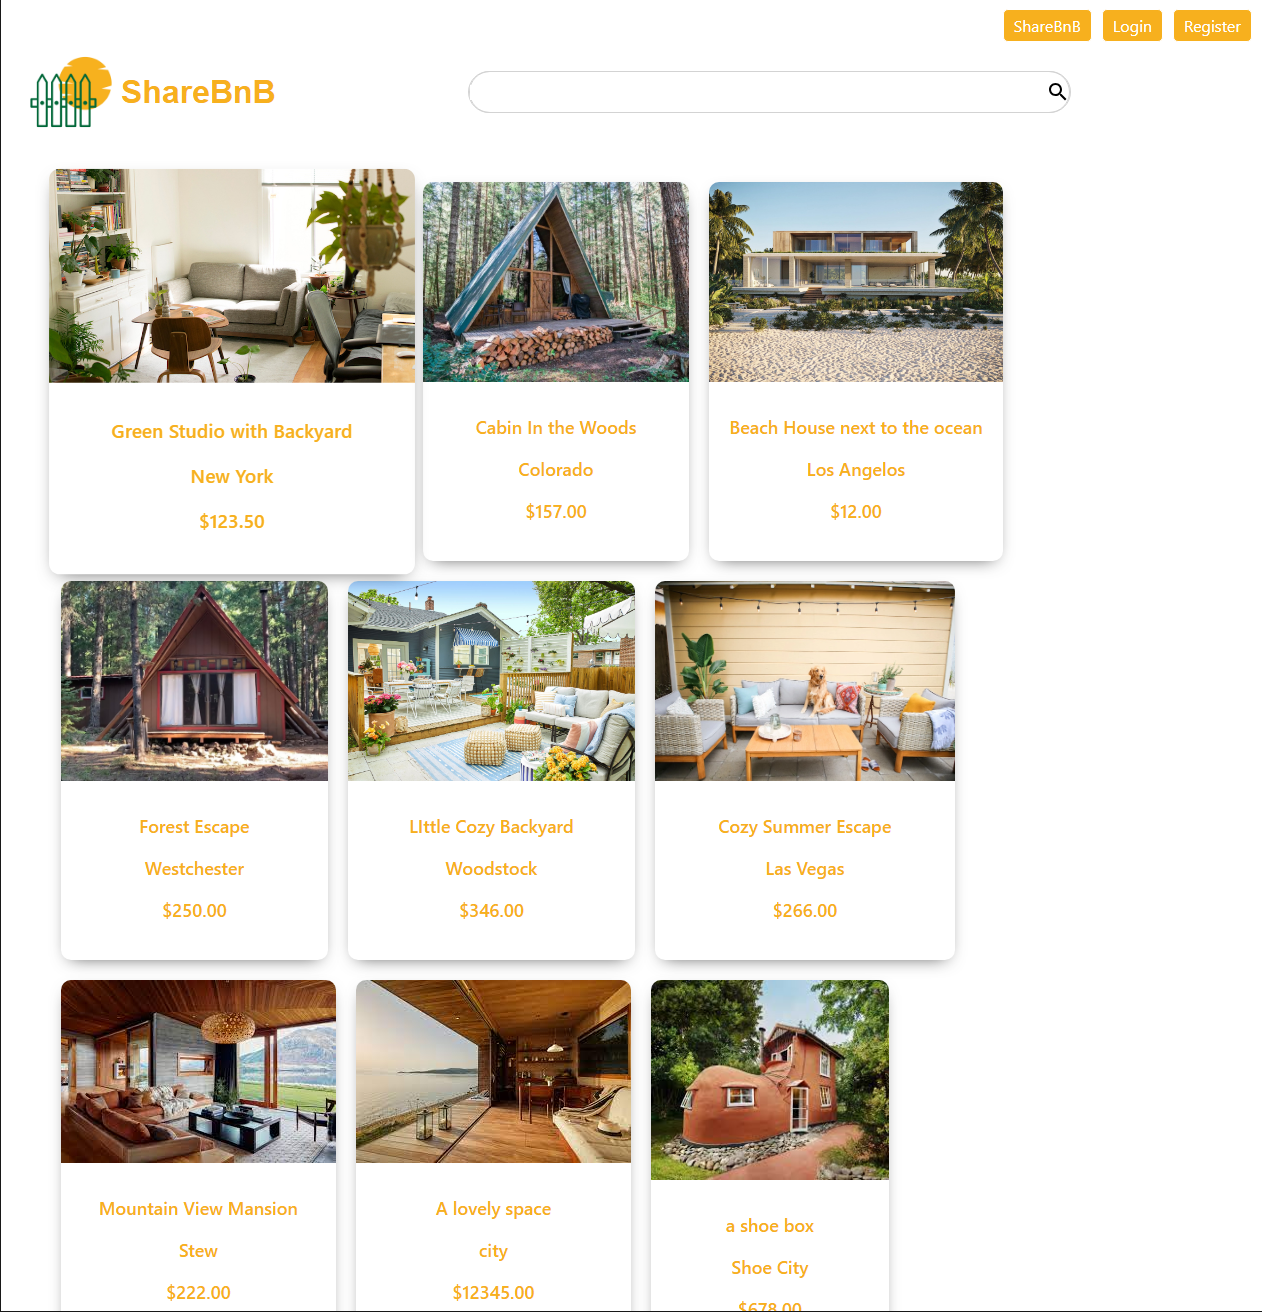 ShareBnB Login Register
ShareBnB
Green Studio with Backyard
New York
$123.50
Cabin In the Woods
Colorado
$157.00
Beach House next to the ocean
Los Angelos
$12.00
Forest Escape
Westchester
$250.00
LIttle Cozy Backyard
Woodstock
$346.00
Cozy Summer Escape
Las Vegas
$266.00
Mountain View Mansion
Stew
$222.00
A lovely space
city
$12345.00
a shoe box
Shoe City
$678.00